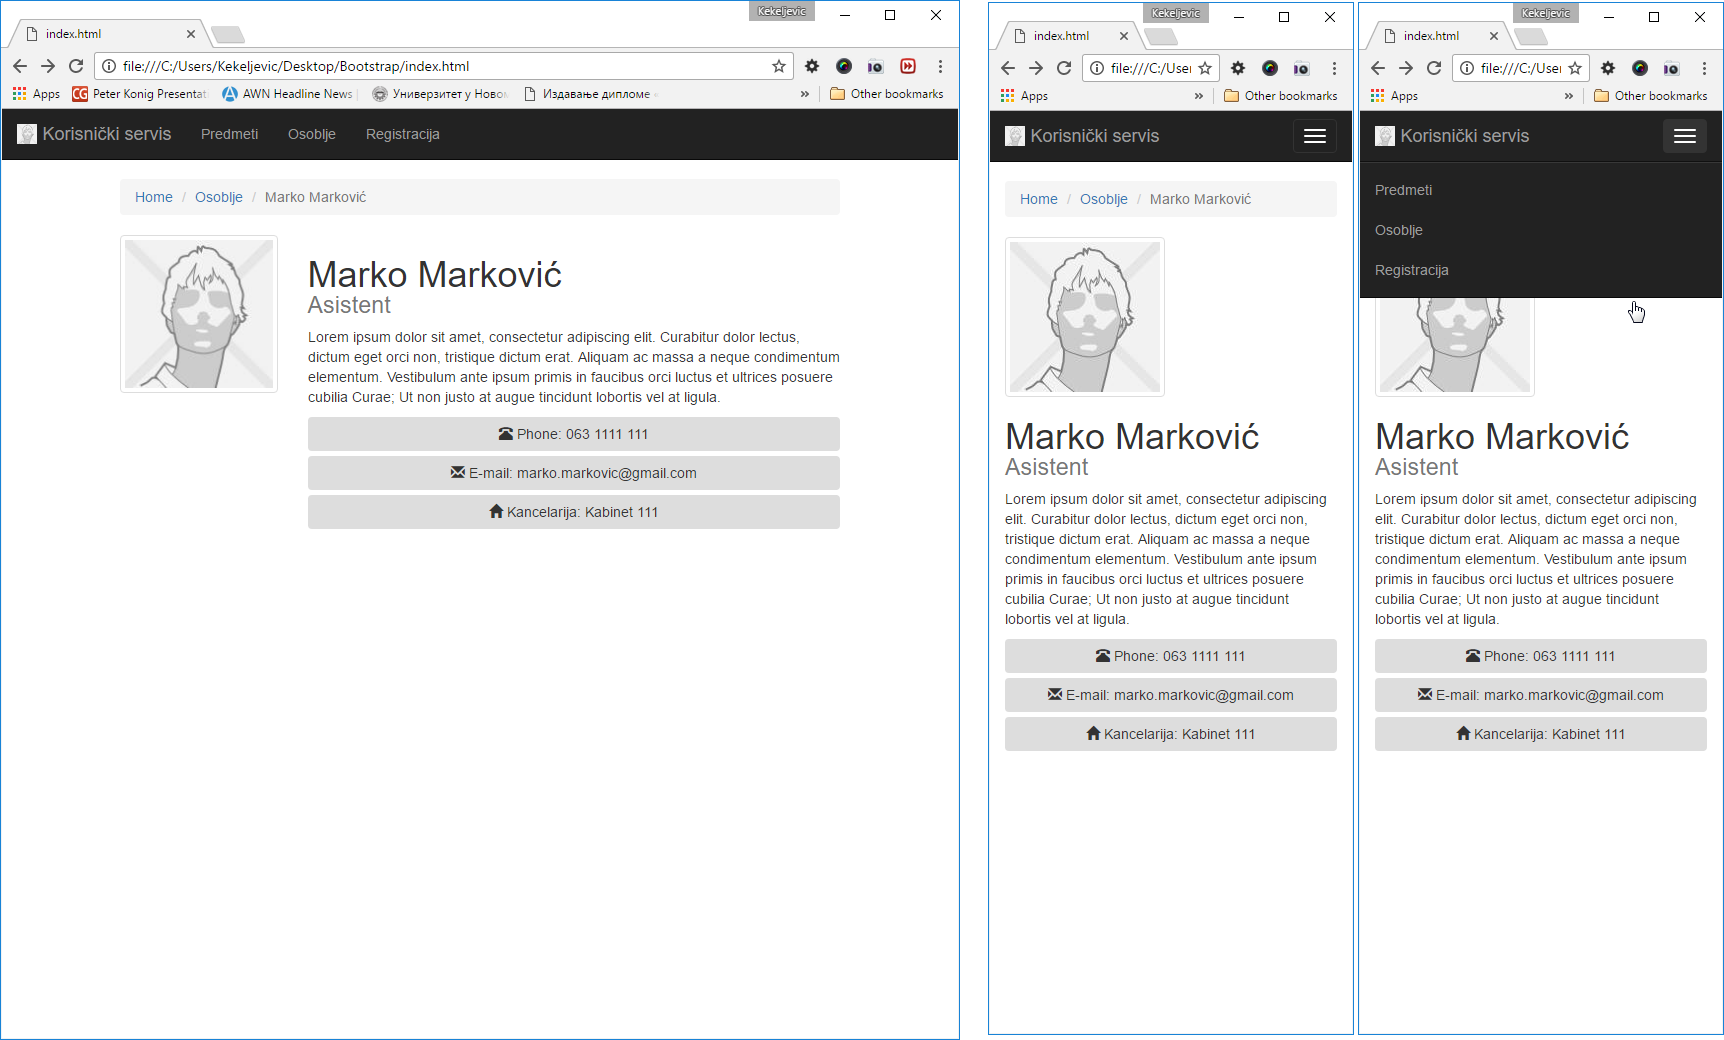 Kekeljevic
index.html
file:///C:/Users/Kekeljevic/Desktop/Bootstrap/index.html
Apps
CG Peter Konig Presentat
AWN Headline News
Универзитет у Ново
Издавање дипломе
» Other bookmarks
Korisnički servis Predmeti Osoblje Registracija
Home / Osoblje / Marko Marković
Marko Marković
Asistent
Lorem ipsum dolor sit amet, consectetur adipiscing elit. Curabitur dolor lectus,
dictum eget orci non, tristique dictum erat. Aliquam ac massa a neque condimentum
elementum. Vestibulum ante ipsum primis in faucibus orci luctus et ultrices posuere
cubilia Curae; Ut non justo at augue tincidunt lobortis vel at ligula.
Phone: 063 1111 111
E-mail: marko.markovic@gmail.com
Kancelarija: Kabinet 111
Kekeljevic
index.html
file:///C:/User
Apps » Other bookmarks
Korisnički servis
Home / Osoblje / Marko Marković
Marko Marković
Asistent
Lorem ipsum dolor sit amet, consectetur adipiscing
elit. Curabitur dolor lectus, dictum eget orci non,
tristique dictum erat. Aliquam ac massa a neque
condimentum elementum. Vestibulum ante ipsum
primis in faucibus orci luctus et ultrices posuere
cubilia Curae; Ut non justo at augue tincidunt
lobortis vel at ligula.
Phone: 063 1111 111
E-mail: marko.markovic@gmail.com
Kancelarija: Kabinet 111
Kekeljevic
index.html
file:///C:/User
Apps » Other bookmarks
Korisnički servis
Predmeti
Osoblje
Registracija
Marko Marković
Asistent
Lorem ipsum dolor sit amet, consectetur adipiscing
elit. Curabitur dolor lectus, dictum eget orci non,
tristique dictum erat. Aliquam ac massa a neque
condimentum elementum. Vestibulum ante ipsum
primis in faucibus orci luctus et ultrices posuere
cubilia Curae; Ut non justo at augue tincidunt
lobortis vel at ligula.
Phone: 063 1111 111
E-mail: marko.markovic@gmail.com
Kancelarija: Kabinet 111